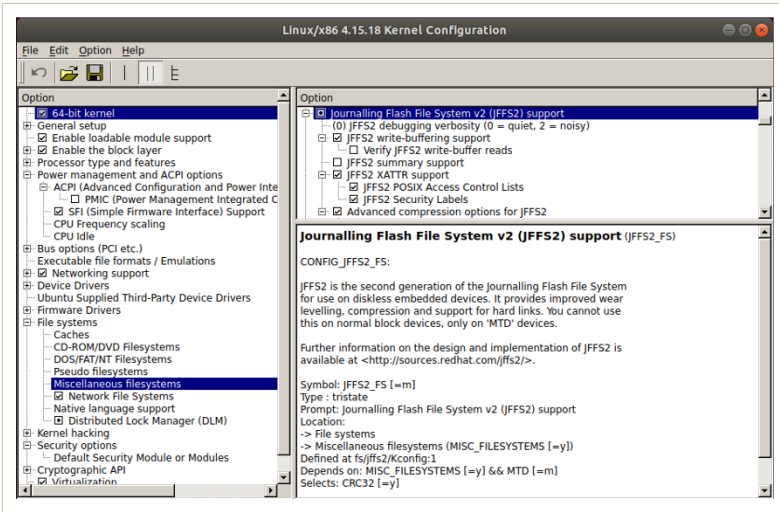 Linux/x86 4.15.18 Kernel Configuration
File Edit Option Help
Option
64-bit kernel
General setup
Enable loadable module support
Enable the block layer
Processor type and features
Power management and ACPI options
ACPI (Advanced Configuration and Power Inte
PMIC (Power Management Integrated C
SFI (Simple Firmware Interface) Support
CPU Frequency scaling
CPU Idle
Bus options (PCI etc.)
Executable file formats / Emulations
Networking support
Device Drivers
Ubuntu Supplied Third-Party Device Drivers
Firmware Drivers
File systems
Caches
CD-ROM/DVD Filesystems
DOS/FAT/NT Filesystems
Pseudo filesystems
Miscellaneous filesystems
Network File Systems
Native language support
Distributed Lock Manager (DLM)
Kernel hacking
Security options
Default Security Module or Modules
Cryptographic API
Virtualization
Option
Journalling Flash File System v2 (JFFS2) support
(0) JFFS2 debugging verbosity (0 = quiet, 2 = noisy)
JFFS2 write-buffering support
Verify JFFS2 write-buffer reads
JFFS2 summary support
JFFS2 XATTR support
JFFS2 POSIX Access Control Lists
JFFS2 Security Labels
Advanced compression options for JFFS2
Journalling Flash File System v2 (JFFS2) support (JFFS2_FS)
CONFIG_JFFS2_FS:
JFFS2 is the second generation of the Journalling Flash File System
for use on diskless embedded devices. It provides improved wear
levelling, compression and support for hard links. You cannot use
this on normal block devices, only on 'MTD' devices.
Further information on the design and implementation of JFFS2 is
available at <http://sources.redhat.com/jffs2/>.
Symbol: JFFS2_FS [=m]
Type : tristate
Prompt: Journalling Flash File System v2 (JFFS2) support
Location:
-> File systems
-> Miscellaneous filesystems (MISC_FILESYSTEMS [=y])
Defined at fs/jffs2/Kconfig:1
Depends on: MISC_FILESYSTEMS [=y] && MTD [=m]
Selects: CRC32 [=y]